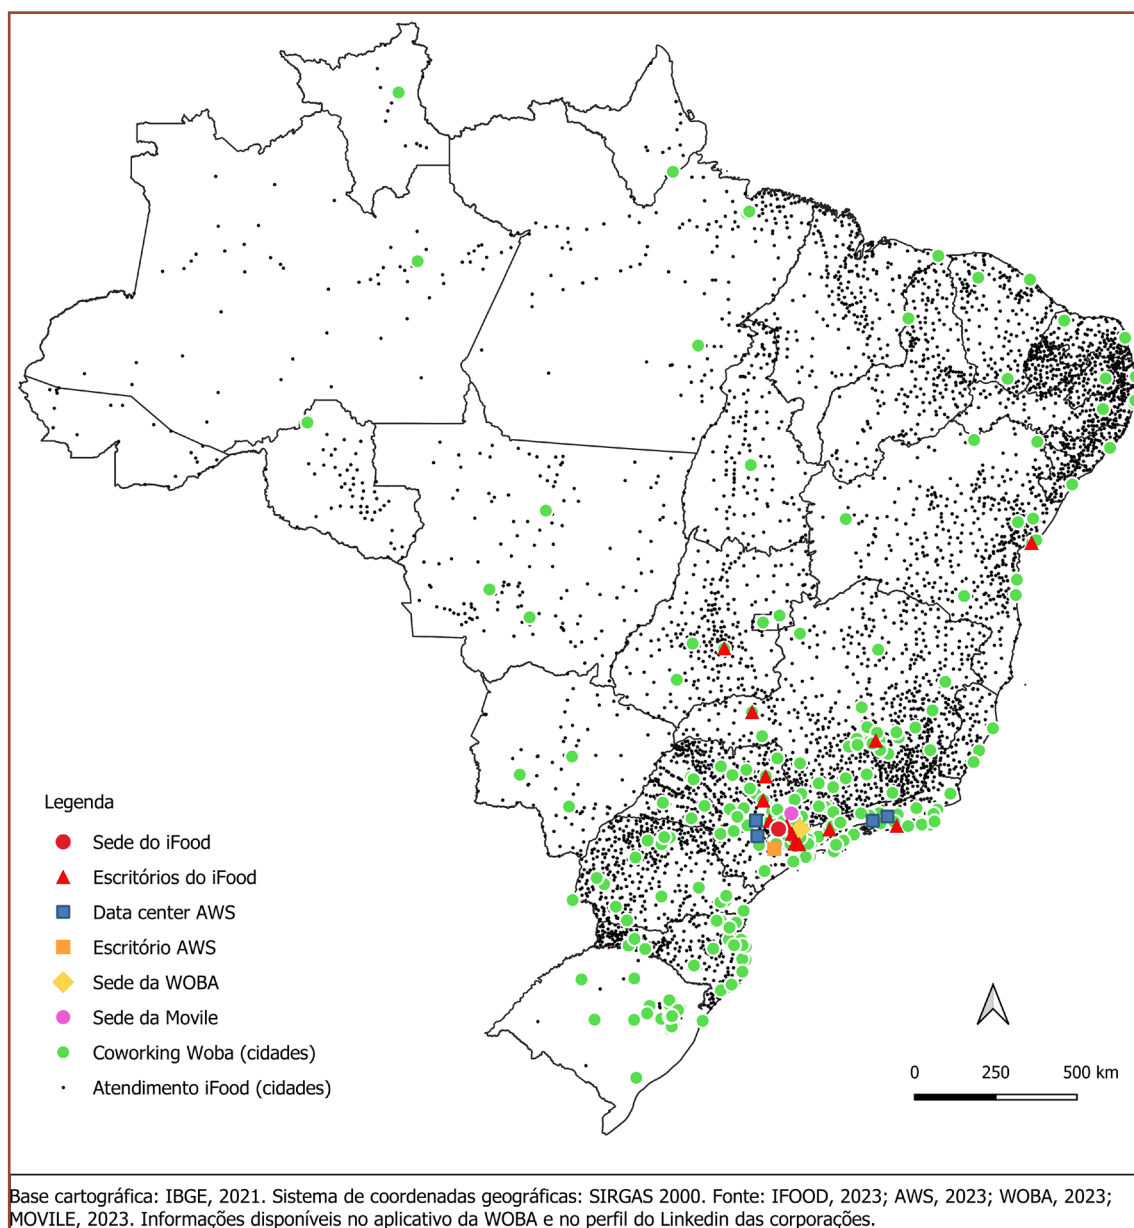 Legenda
Sede do iFood
Escritórios do iFood
Data center AWS
Escritório AWS
Sede da WOBA
Sede da Movile
Coworking Woba (cidades)
Atendimento iFood (cidades)
0 250 500 km
Base cartográfica: IBGE, 2021. Sistema de coordenadas geográficas: SIRGAS 2000. Fonte: IFOOD, 2023; AWS, 2023; WOBA, 2023;
MOVILE, 2023. Informações disponíveis no aplicativo da WOBA e no perfil do Linkedin das corporações.